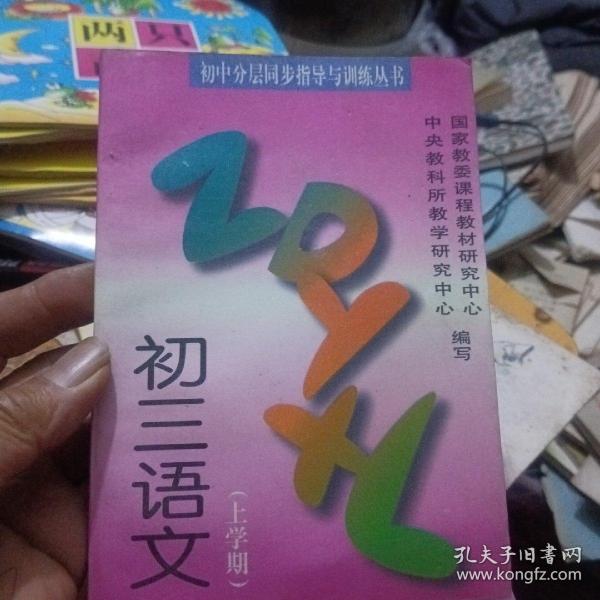 两只
初中分层同步指导与训练丛书
国家教委课程教材研究中心
中央教科所教学研究中心
编写
ZDYXL
初三语文
(上学期)
孔夫子旧书网
www.kongfz.com